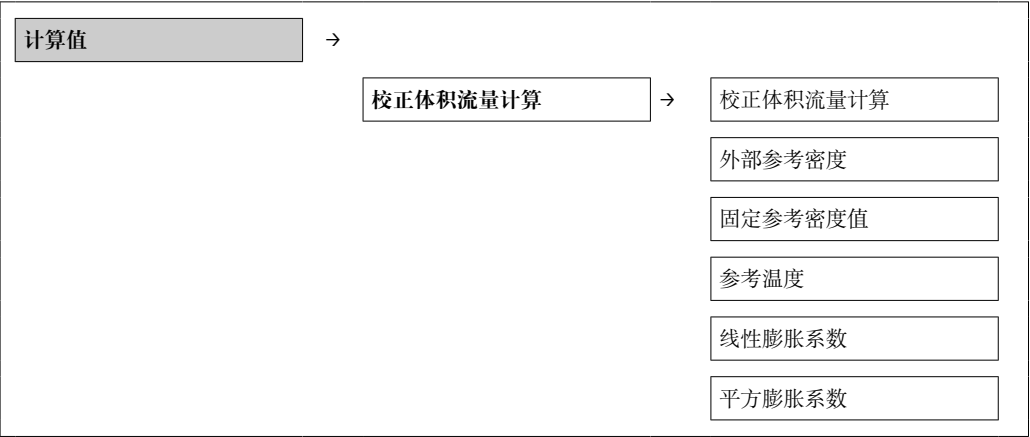 计算值 →
校正体积流量计算 → 校正体积流量计算
外部参考密度
固定参考密度值
参考温度
线性膨胀系数
平方膨胀系数